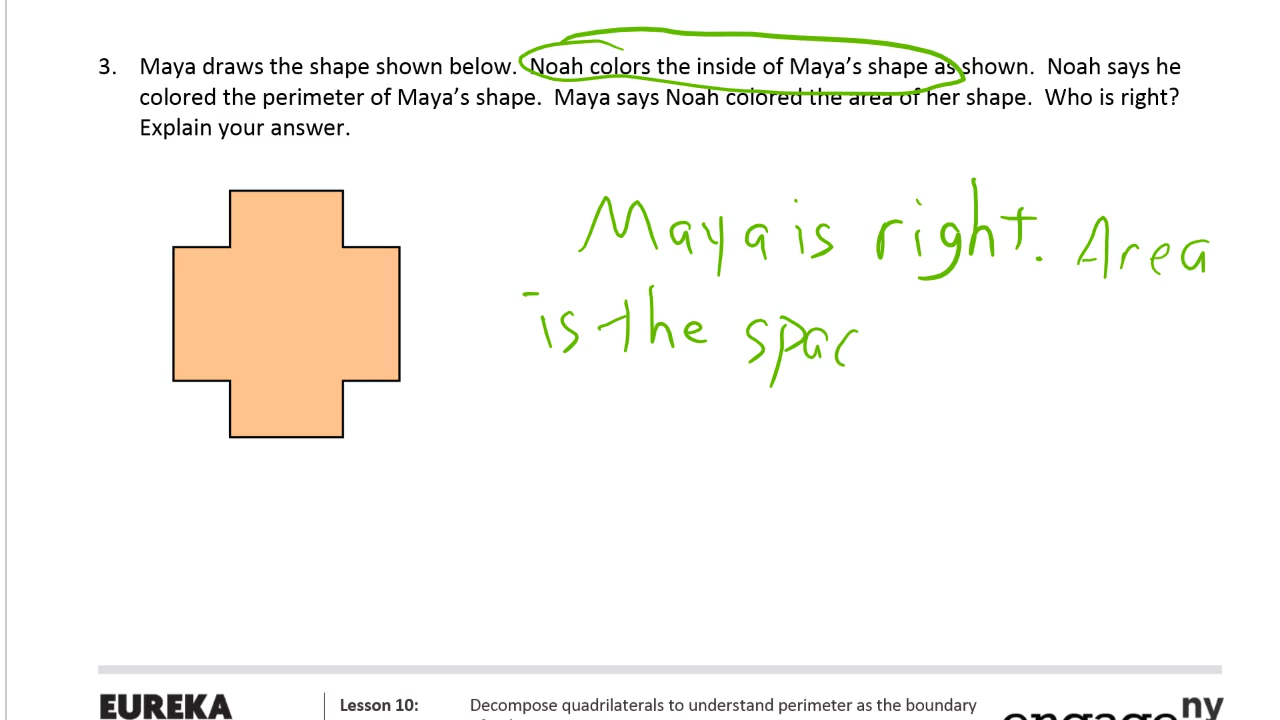 3. Maya draws the shape shown below. Noah colors the inside of Maya's shape as shown. Noah says he
colored the perimeter of Maya's shape. Maya says Noah colored the area of her shape. Who is right?
Explain your answer.
Maya is right. Area
is the spac
EUREKA
Lesson 10:
Decompose quadrilaterals to understand perimeter as the boundary
engage ny